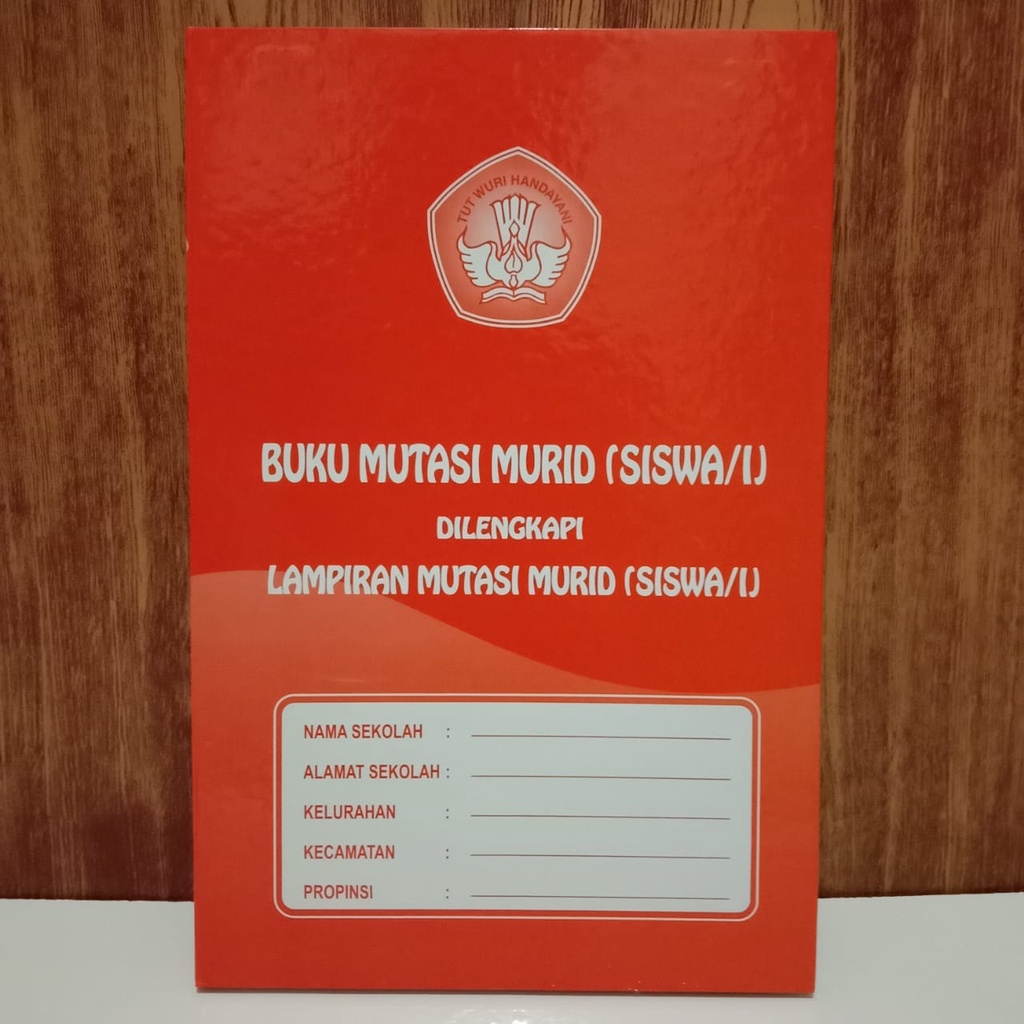 TUT WURI HANDAYANI
BUKU MUTASI MURID (SISWA/I)
DILENGKAPI
LAMPIRAN MUTASI MURID (SISWA/I)
NAMA SEKOLAH :
ALAMAT SEKOLAH :
KELURAHAN :
KECAMATAN :
PROPINSI :